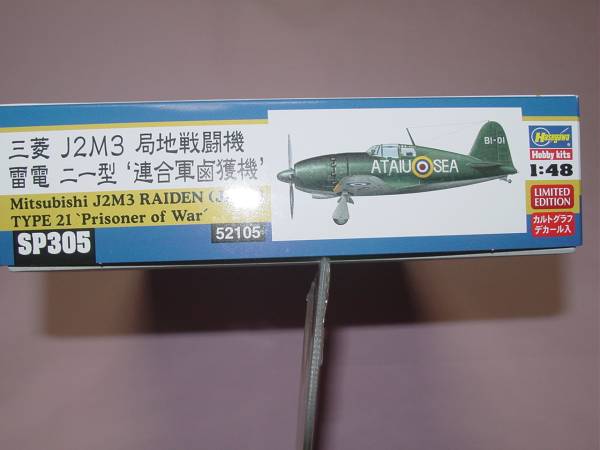 三菱 J2M3 局地戦闘機
雷電 二一型 '連合軍鹵獲機'
Mitsubishi J2M3 RAIDEN
TYPE 21 `Prisoner of War´
SP305
52105
B1-01
ATAIU SEA
Hasegawa
Hobby kits
1:48
LIMITED
EDITION
カルトグラフ
デカール入